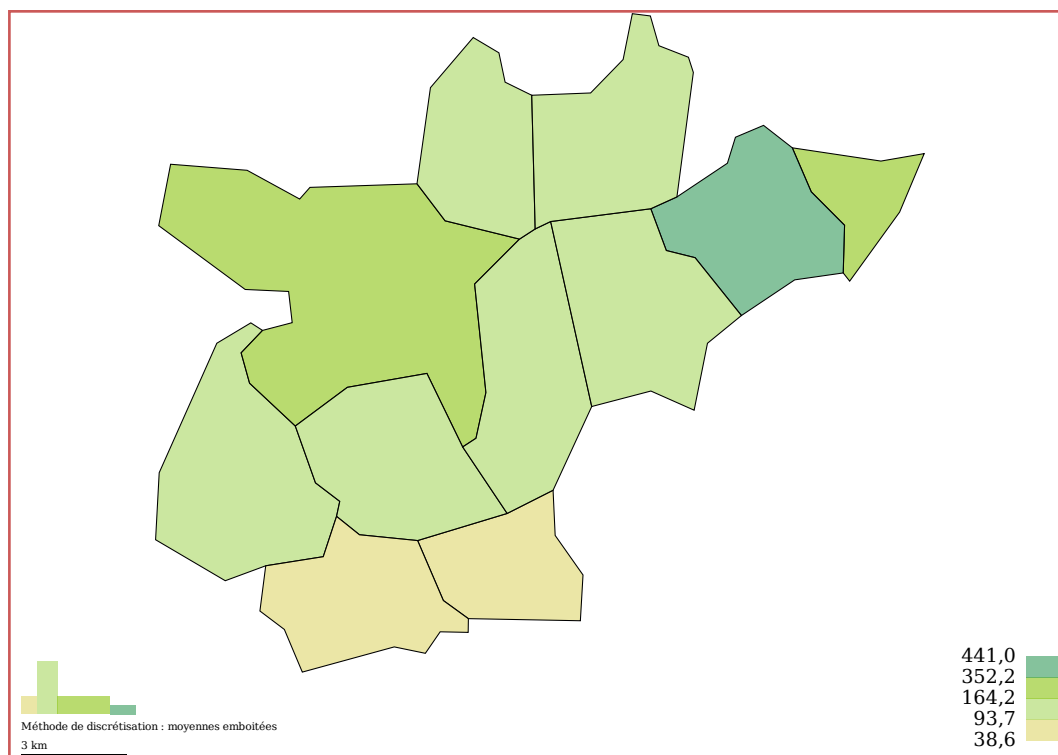 441,0
352,2
164,2
93,7
38,6
Méthode de discrétisation : moyennes emboitées
3 km